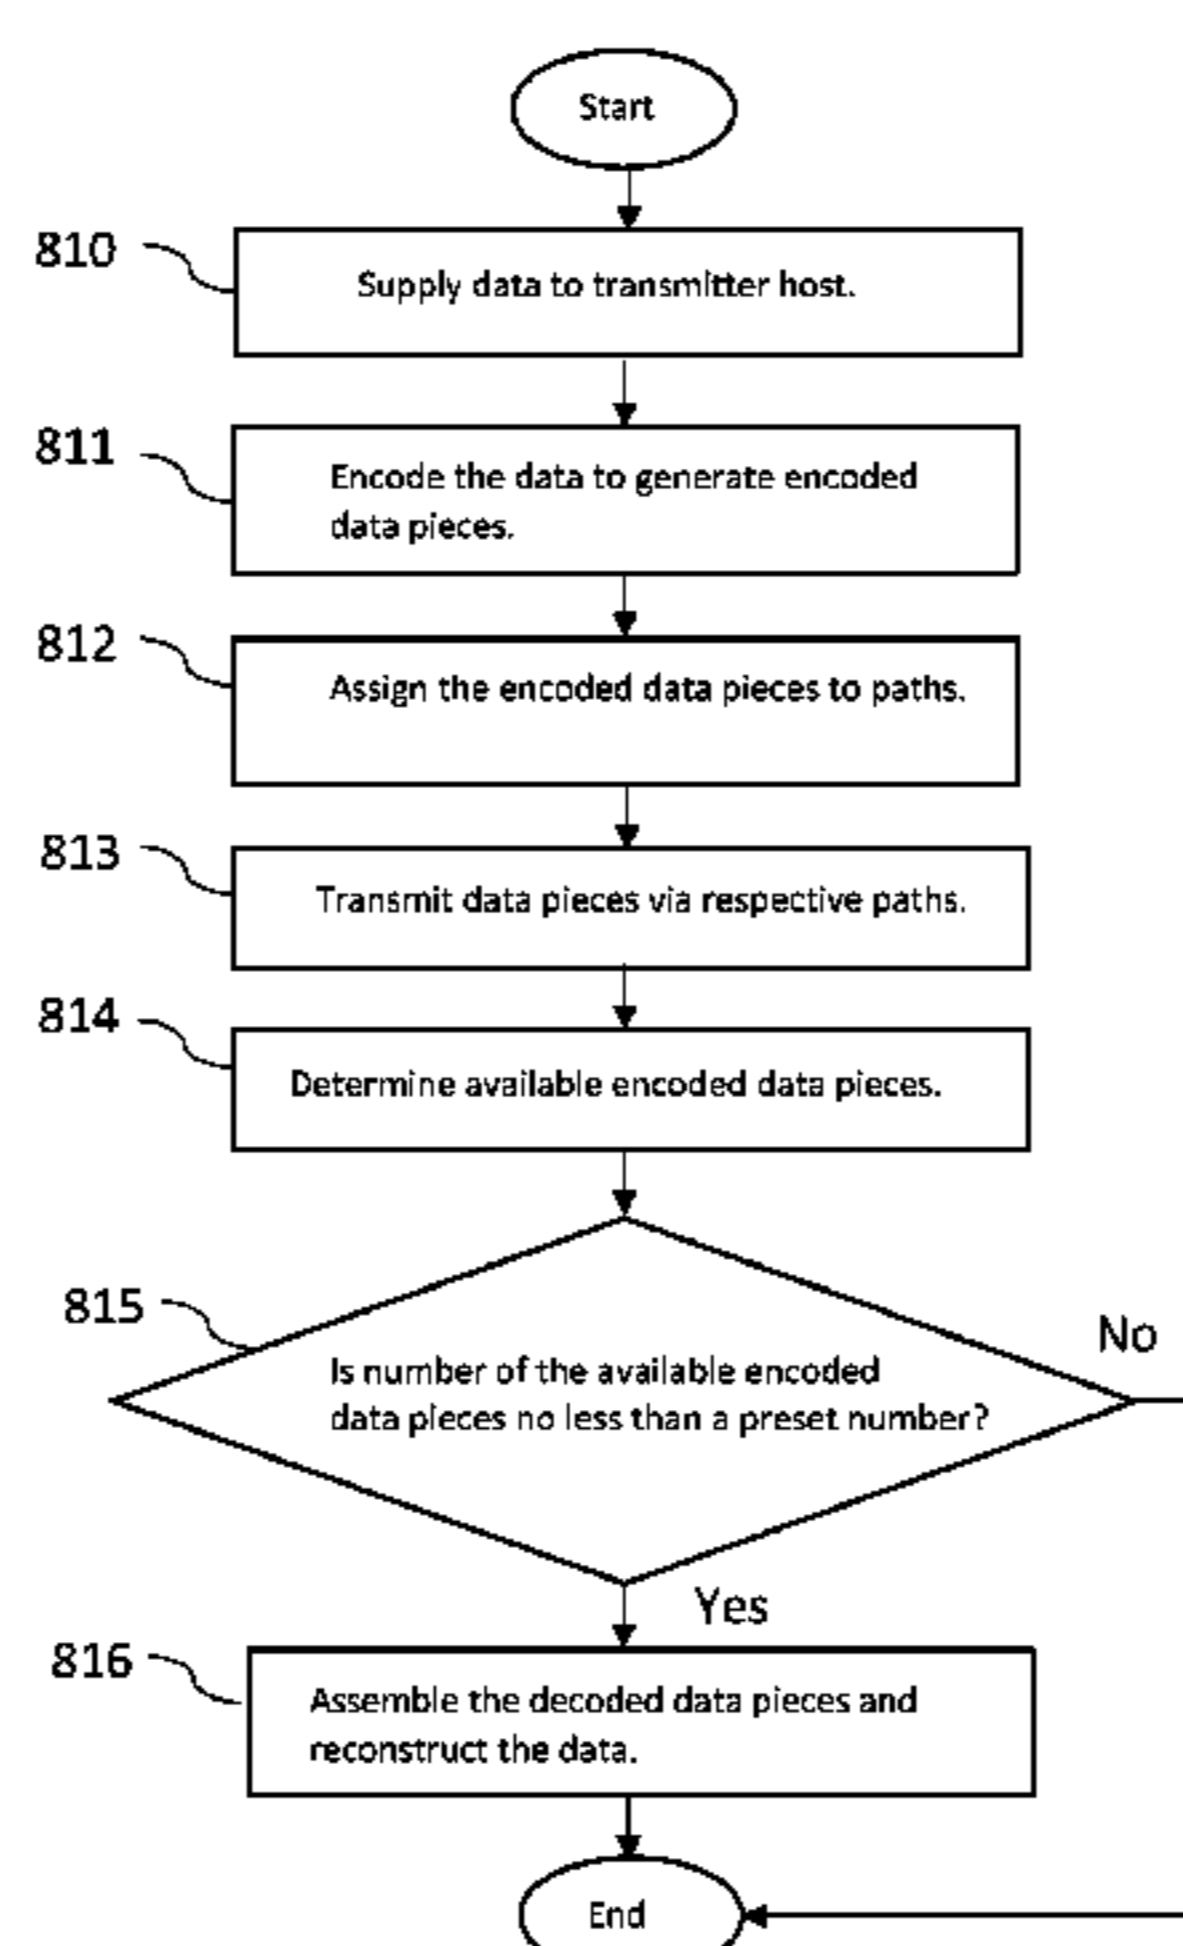 Start
810
Supply data to transmitter host.
811
Encode the data to generate encoded
data pieces.
812
Assign the encoded data pieces to paths.
813
Transmit data pieces via respective paths.
814
Determine available encoded data pieces.
815
No
Is number of the available encoded
data pieces no less than a preset number?
Yes
816
Assemble the decoded data pieces and
reconstruct the data.
End